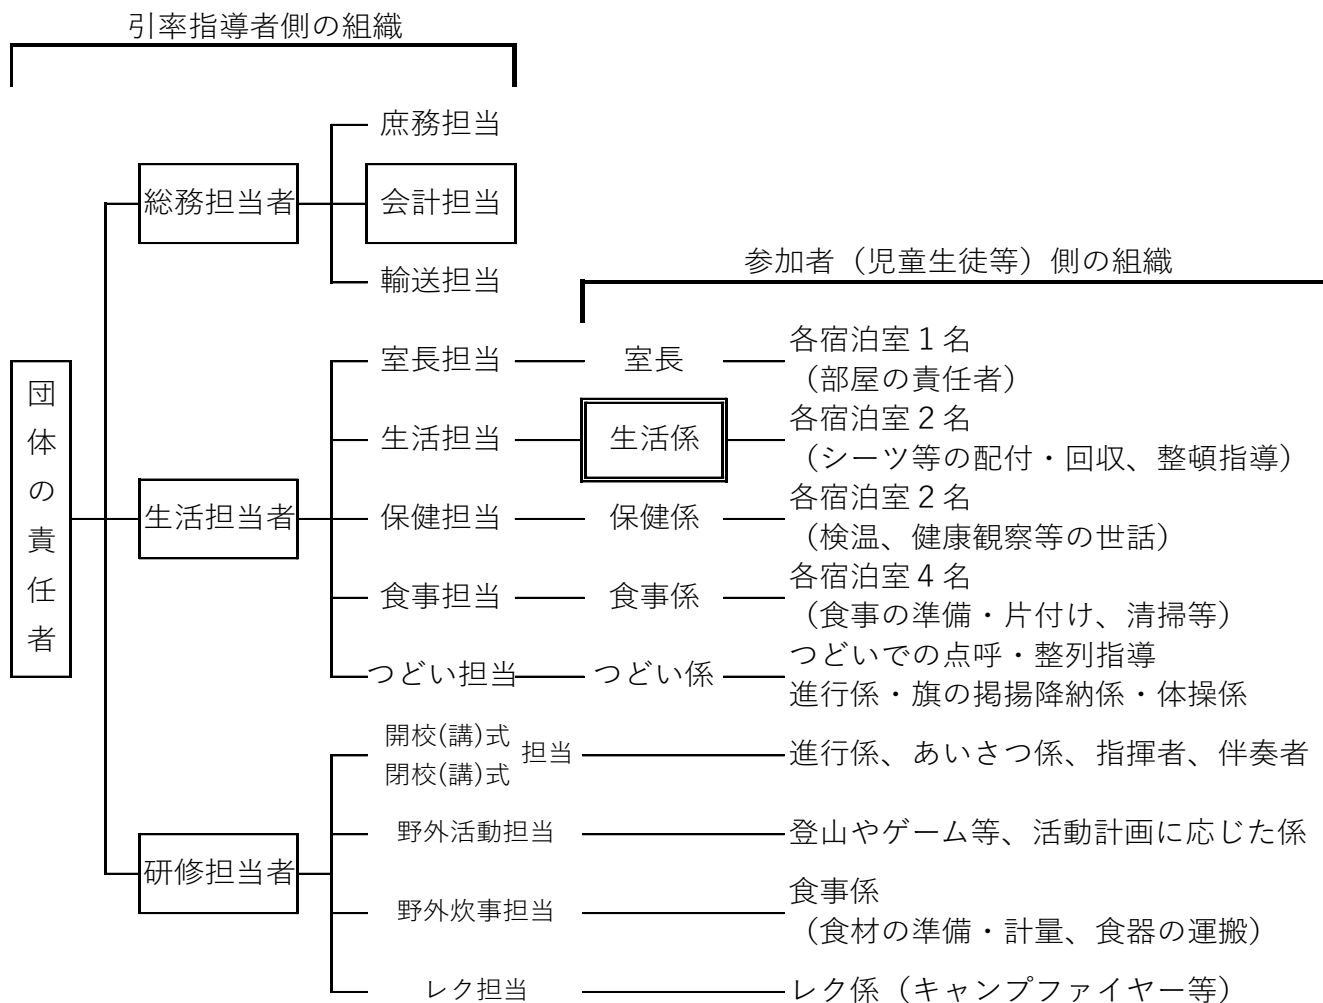 引率指導者側の組織
庶務担当
総務担当者
会計担当
輸送担当
参加者（児童生徒等）側の組織
団体の責任者
室長担当
室長
各宿泊室１名
（部屋の責任者）
生活担当
生活係
各宿泊室２名
（シーツ等の配付・回収、整頓指導）
生活担当者
保健担当
保健係
各宿泊室２名
（検温、健康観察等の世話）
食事担当
食事係
各宿泊室４名
（食事の準備・片付け、清掃等）
つどい担当
つどい係
つどいでの点呼・整列指導
進行係・旗の掲揚降納係・体操係
開校(講)式
閉校(講)式
担当
進行係、あいさつ係、指揮者、伴奏者
野外活動担当
登山やゲーム等、活動計画に応じた係
研修担当者
野外炊事担当
食事係
（食材の準備・計量、食器の運搬）
レク担当
レク係（キャンプファイヤー等）